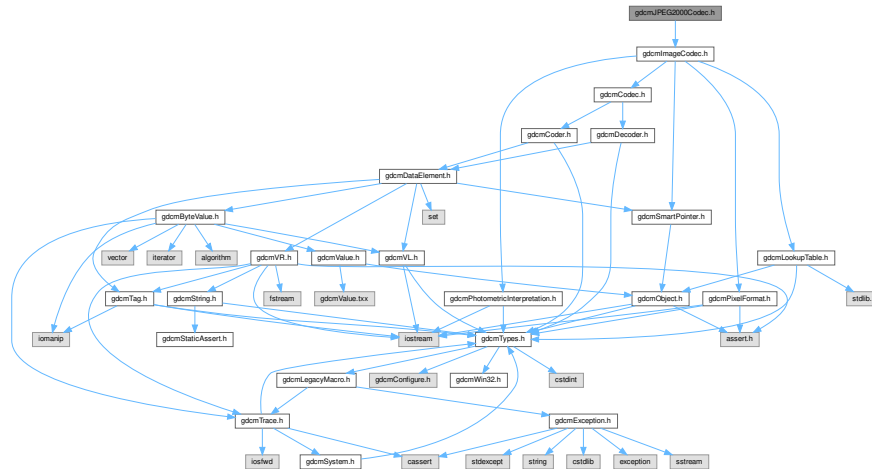 gdcmJPEG2000Codec.h
gdcmImageCodec.h
gdcmCodec.h
gdcmCoder.h
gdcmDecoder.h
gdcmDataElement.h
gdcmByteValue.h
set
gdcmSmartPointer.h
vector
iterator
algorithm
gdcmVR.h
gdcmValue.h
gdcmVL.h
gdcmLookupTable.h
gdcmTag.h
gdcmString.h
fstream
gdcmValue.txx
gdcmPhotometricInterpretation.h
gdcmObject.h
gdcmPixelFormat.h
stdlib.
iomanip
gdcmStaticAssert.h
iostream
gdcmTypes.h
assert.h
gdcmLegacyMacro.h
gdcmConfigure.h
gdcmWin32.h
cstdint
gdcmTrace.h
gdcmException.h
iosfwd
gdcmSystem.h
cassert
stdexcept
string
cstdlib
exception
sstream